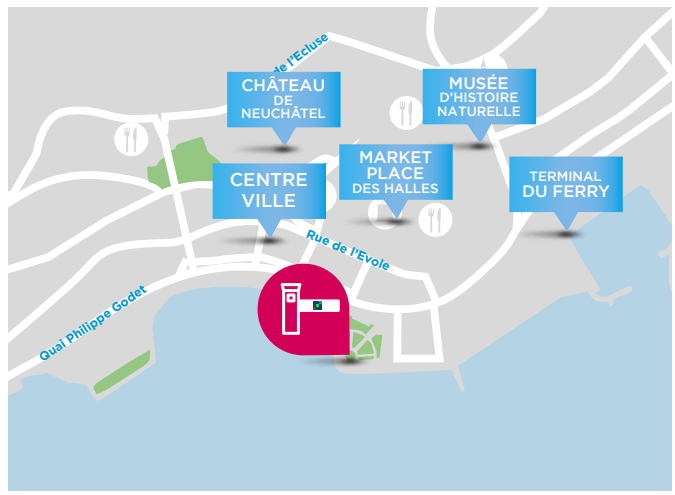 de l'Ecluse
CHÂTEAU
DE
NEUCHÂTEL
MUSÉE
D'HISTOIRE
NATURELLE
MARKET
PLACE
DES HALLES
CENTRE
VILLE
TERMINAL
DU FERRY
Rue de l'Evole
Quai Philippe Godet